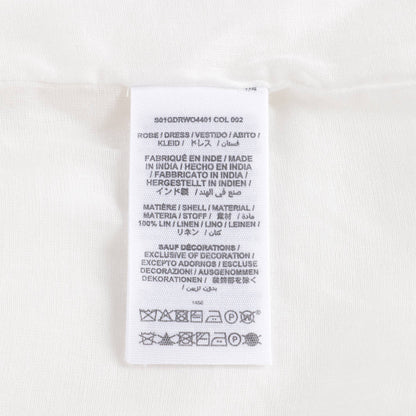 S01GDRWO4401 COL 002
ROBE / DRESS / VESTIDO / ABITO /
KLEID / ドレス / فستان
FABRIQUÉ EN INDE / MADE
IN INDIA / HECHO EN INDIA
/ FABBRICATO IN INDIA /
HERGESTELLT IN INDIEN /
インド製 / صنع في الهند
MATIÈRE / SHELL / MATERIAL /
MATERIA / STOFF / 素材 / مادة
100% LIN / LINEN / LINO / LEINEN /
リネン / كتان
SAUF DÉCORATIONS /
EXCLUSIVE OF DECORATION /
EXCEPTO ADORNOS / ESCLUSE
DECORAZIONI / AUSGENOMMEN
DEKORATIONEN / 装飾部を除く
/ بدون تزيين